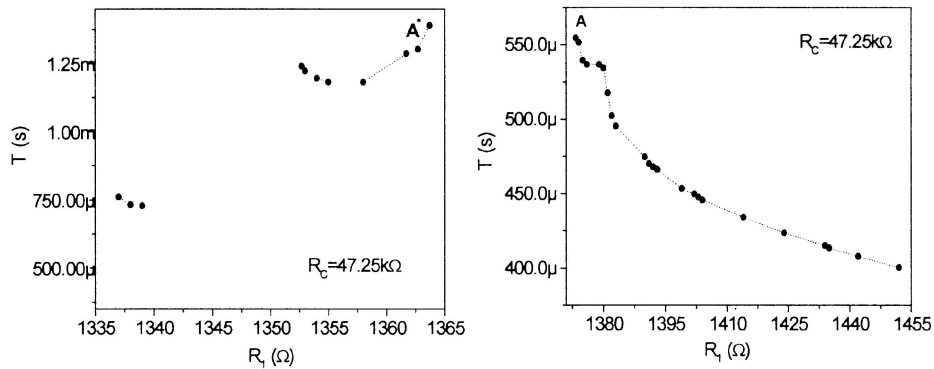 A*
1.25m
1.00m
750.00µ
500.00µ
T (s)
R_c=47.25kΩ
1335 1340 1345 1350 1355 1360 1365
R_1 (Ω)
A
R_c=47.25kΩ
550.0µ
500.0µ
450.0µ
400.0µ
T (s)
1380 1395 1410 1425 1440 1455
R_1 (Ω)